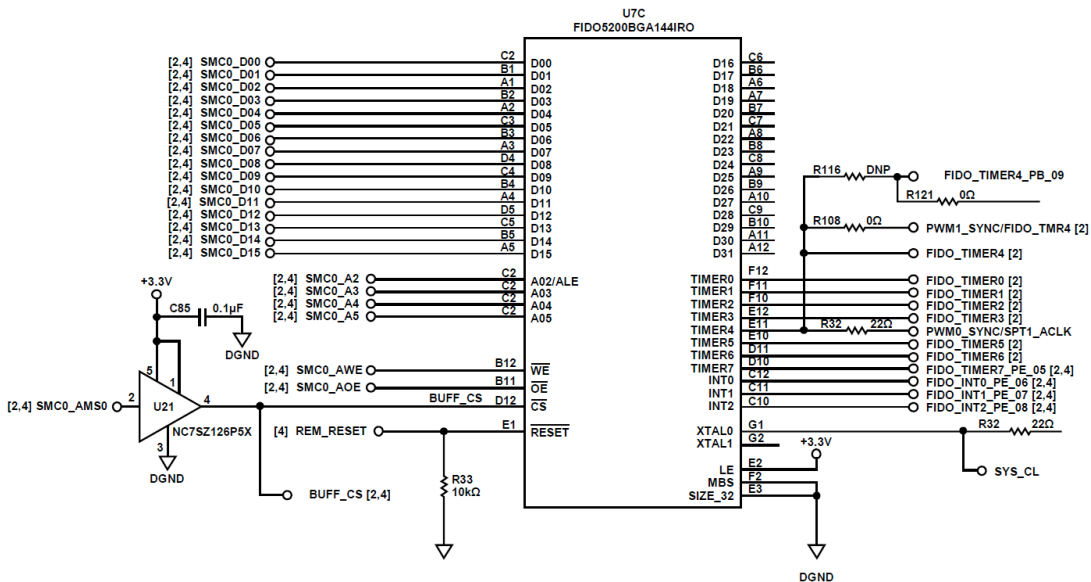 U7C
FIDO5200BGA144IRO
[2,4] SMC0_D00 C2 D00
[2,4] SMC0_D01 B1 D01
[2,4] SMC0_D02 A1 D02
[2,4] SMC0_D03 B2 D03
[2,4] SMC0_D04 A2 D04
[2,4] SMC0_D05 C3 D05
[2,4] SMC0_D06 B3 D06
[2,4] SMC0_D07 A3 D07
[2,4] SMC0_D08 D4 D08
[2,4] SMC0_D09 C4 D09
[2,4] SMC0_D10 B4 D10
[2,4] SMC0_D11 A4 D11
[2,4] SMC0_D12 D5 D12
[2,4] SMC0_D13 C5 D13
[2,4] SMC0_D14 B5 D14
[2,4] SMC0_D15 A5 D15
[2,4] SMC0_A2 C2 A02/ALE
[2,4] SMC0_A3 C2 A03
[2,4] SMC0_A4 C2 A04
[2,4] SMC0_A5 C2 A05
+3.3V
C85 0.1µF
DGND
[2,4] SMC0_AWE B12 WE
[2,4] SMC0_AOE B11 OE
BUFF_CS D12 CS
[4] REM_RESET E1 RESET
[2,4] SMC0_AMS0 2
5
1
U21
4
NC7SZ126P5X
3
DGND
R33
10kΩ
BUFF_CS [2,4]
D16 C6
D17 B6
D18 A6
D19 A7
D20 B7
D21 C7
D22 A8
D23 B8
D24 C8
D25 A9
D26 B9
D27 A10
D28 C9
D29 B10
D30 A11
D31 A12
R116 DNP FIDO_TIMER4_PB_09
R121 0Ω
R108 0Ω PWM1_SYNC/FIDO_TMR4 [2]
FIDO_TIMER4 [2]
TIMER0 F12 FIDO_TIMER0 [2]
TIMER1 F11 FIDO_TIMER1 [2]
TIMER2 F10 FIDO_TIMER2 [2]
TIMER3 E12 FIDO_TIMER3 [2]
TIMER4 E11 R32 22Ω PWM0_SYNC/SPT1_ACLK
TIMER5 E10 FIDO_TIMER5 [2]
TIMER6 D11 FIDO_TIMER6 [2]
TIMER7 D10 FIDO_TIMER7_PE_05 [2,4]
INT0 C12 FIDO_INT0_PE_06 [2,4]
INT1 C11 FIDO_INT1_PE_07 [2,4]
INT2 C10 FIDO_INT2_PE_08 [2,4]
XTAL0 G1 R32 22Ω
XTAL1 G2
+3.3V
SYS_CL
LE E2
MBS F2
SIZE_32 E3
DGND